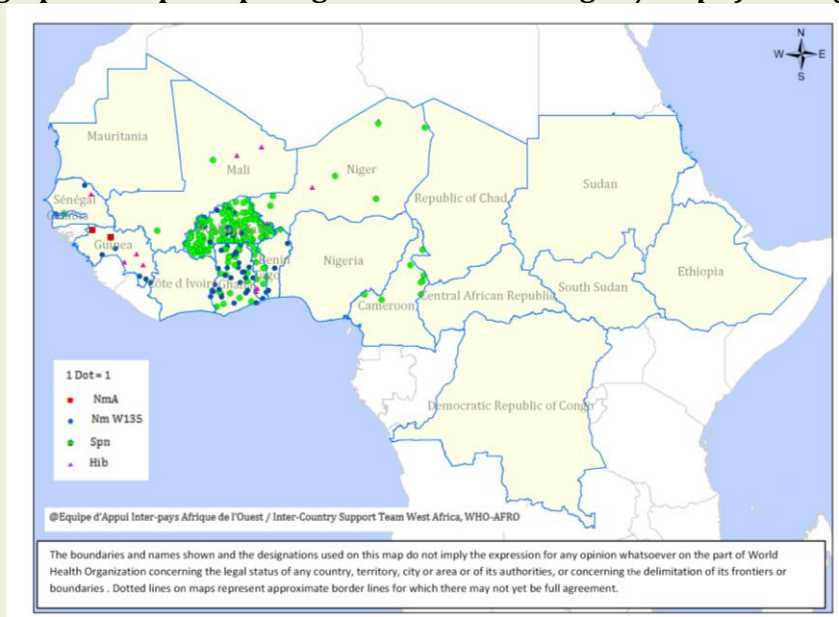 N
W E
S
Mauritania
Mali
Niger
Sénégal
Republic of Chad
Sudan
Guinea
Nigeria
Benin
Côte d Ivoire
Ghana
Cameroon
Central African Republic
South Sudan
Ethiopia
Democratic Republic of Congo
1 Dot = 1
NmA
Nm W135
Spn
Hib
@Equipe d'Appui Inter-pays Afrique de l'Ouest / Inter-Country Support Team West Africa, WHO-AFRO
The boundaries and names shown and the designations used on this map do not imply the expression for any opinion whatsoever on the part of World
Health Organization concerning the legal status of any country, territory, city or area or of its authorities, or concerning the delimitation of its frontiers or
boundaries . Dotted lines on maps represent approximate border lines for which there may not yet be full agreement.